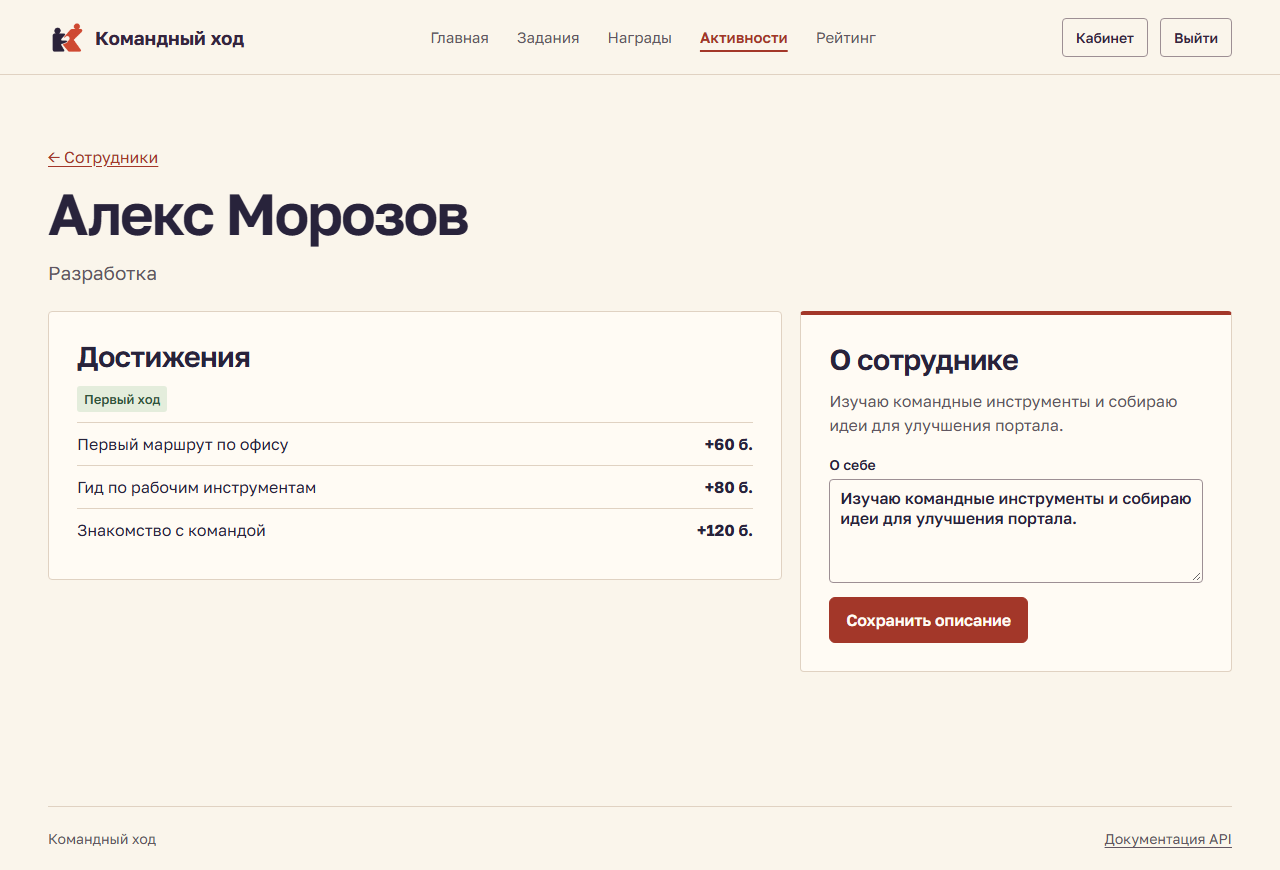 Командный ход
Главная
Задания
Награды
Активности
Рейтинг
Кабинет
Выйти
← Сотрудники
Алекс Морозов
Разработка
Достижения
Первый ход
Первый маршрут по офису +60 б.
Гид по рабочим инструментам +80 б.
Знакомство с командой +120 б.
О сотруднике
Изучаю командные инструменты и собираю
идеи для улучшения портала.
О себе
Изучаю командные инструменты и собираю
идеи для улучшения портала.
Сохранить описание
Командный ход
Документация API